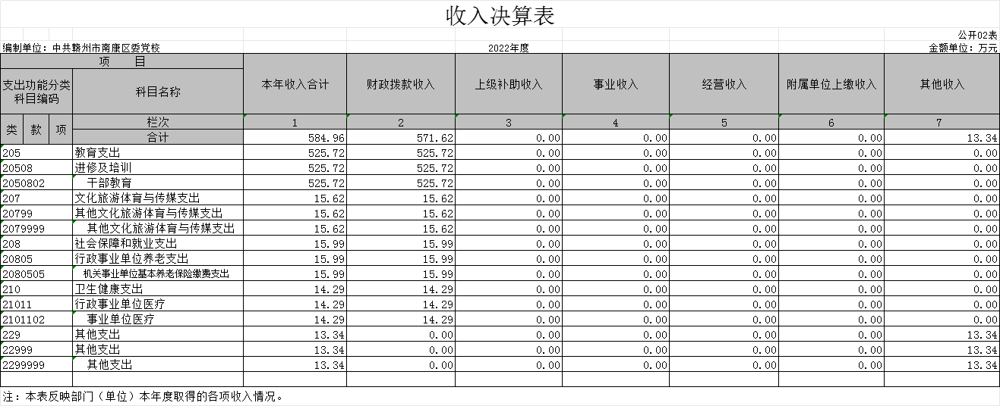 收入决算表
公开02表
编制单位：中共赣州市南康区委党校 2022年度 金额单位：万元
项 目 本年收入合计 财政拨款收入 上级补助收入 事业收入 经营收入 附属单位上缴收入 其他收入
支出功能分类科目编码 科目名称
类 款 项 栏次 1 2 3 4 5 6 7
合计 584.96 571.62 0.00 0.00 0.00 0.00 13.34
205 教育支出 525.72 525.72 0.00 0.00 0.00 0.00 0.00
20508 进修及培训 525.72 525.72 0.00 0.00 0.00 0.00 0.00
2050802 干部教育 525.72 525.72 0.00 0.00 0.00 0.00 0.00
207 文化旅游体育与传媒支出 15.62 15.62 0.00 0.00 0.00 0.00 0.00
20799 其他文化旅游体育与传媒支出 15.62 15.62 0.00 0.00 0.00 0.00 0.00
2079999 其他文化旅游体育与传媒支出 15.62 15.62 0.00 0.00 0.00 0.00 0.00
208 社会保障和就业支出 15.99 15.99 0.00 0.00 0.00 0.00 0.00
20805 行政事业单位养老支出 15.99 15.99 0.00 0.00 0.00 0.00 0.00
2080505 机关事业单位基本养老保险缴费支出 15.99 15.99 0.00 0.00 0.00 0.00 0.00
210 卫生健康支出 14.29 14.29 0.00 0.00 0.00 0.00 0.00
21011 行政事业单位医疗 14.29 14.29 0.00 0.00 0.00 0.00 0.00
2101102 事业单位医疗 14.29 14.29 0.00 0.00 0.00 0.00 0.00
229 其他支出 13.34 0.00 0.00 0.00 0.00 0.00 13.34
22999 其他支出 13.34 0.00 0.00 0.00 0.00 0.00 13.34
2299999 其他支出 13.34 0.00 0.00 0.00 0.00 0.00 13.34
注：本表反映部门（单位）本年度取得的各项收入情况。